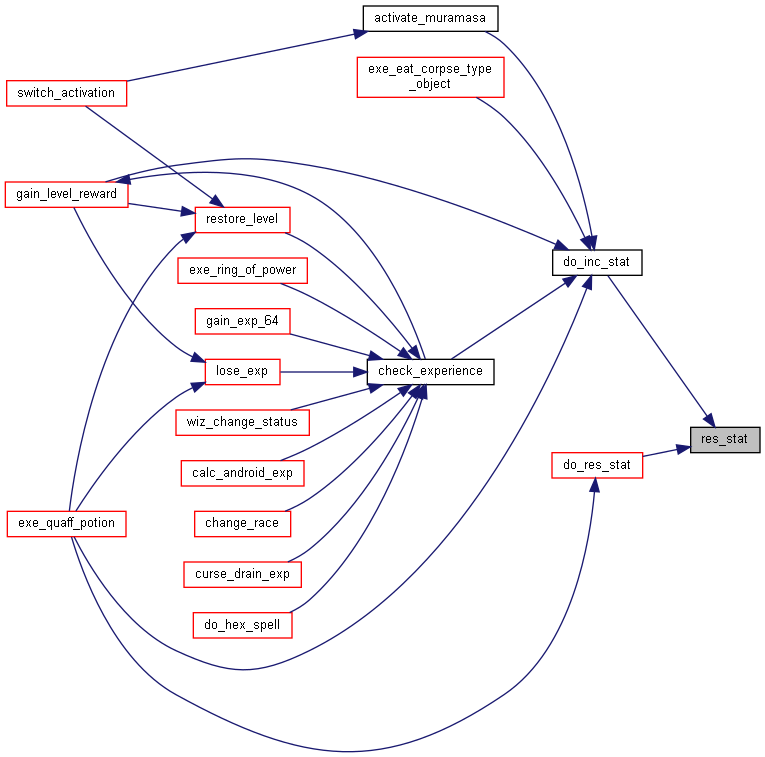 activate_muramasa
exe_eat_corpse_type
_object
switch_activation
gain_level_reward
restore_level
do_inc_stat
exe_ring_of_power
gain_exp_64
lose_exp
check_experience
wiz_change_status
res_stat
calc_android_exp
do_res_stat
exe_quaff_potion
change_race
curse_drain_exp
do_hex_spell